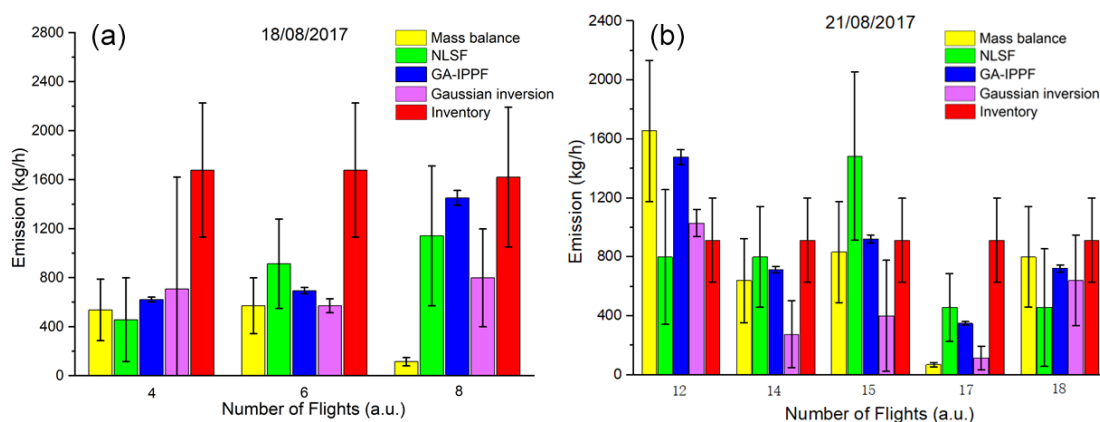 (a)
18/08/2017
Mass balance
NLSF
GA-IPPF
Gaussian inversion
Inventory
2800
2400
2000
1600
1200
800
400
0
Emission (kg/h)
4
6
8
Number of Flights (a.u.)
(b)
21/08/2017
Mass balance
NLSF
GA-IPPF
Gaussian inversion
Inventory
2400
2000
1600
1200
800
400
0
Emission (kg/h)
12
14
15
17
18
Number of Flights (a.u.)